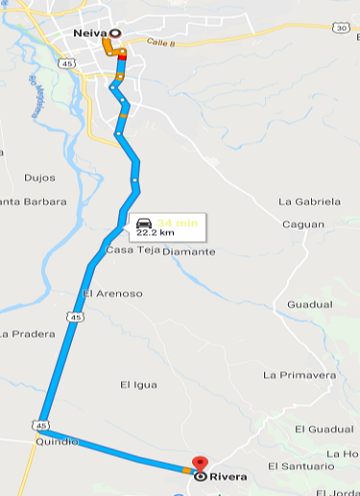 Neiva
Calle 8
30
45
Río Magdalena
Dujos
anta Barbara
La Gabriela
Caguan
34 min
22.2 km
Casa Teja
Diamante
El Arenoso
Guadual
45
a Pradera
La Primavera
El Igua
45
Quindio
El Guadual
La Ho
El Santuario
Rivera
El Jorda